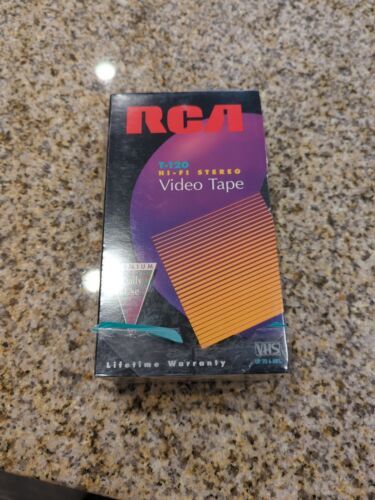 RCA
T-120
HI-FI STEREO
Video Tape
Lifetime Warranty
VHS